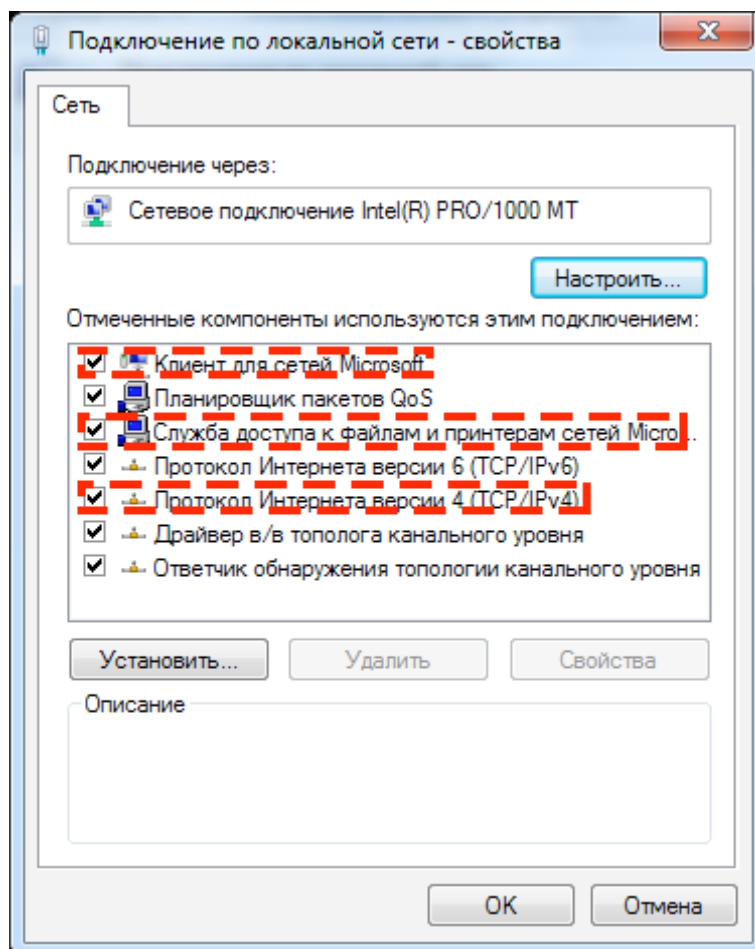 Подключение по локальной сети - свойства
Сеть
Подключение через:
Сетевое подключение Intel(R) PRO/1000 MT
Настроить...
Отмеченные компоненты используются этим подключением:
Клиент для сетей Microsoft
Планировщик пакетов QoS
Служба доступа к файлам и принтерам сетей Micro...
Протокол Интернета версии 6 (TCP/IPv6)
Протокол Интернета версии 4 (TCP/IPv4)
Драйвер в/в тополога канального уровня
Ответчик обнаружения топологии канального уровня
Установить...
Удалить
Свойства
Описание
OK
Отмена